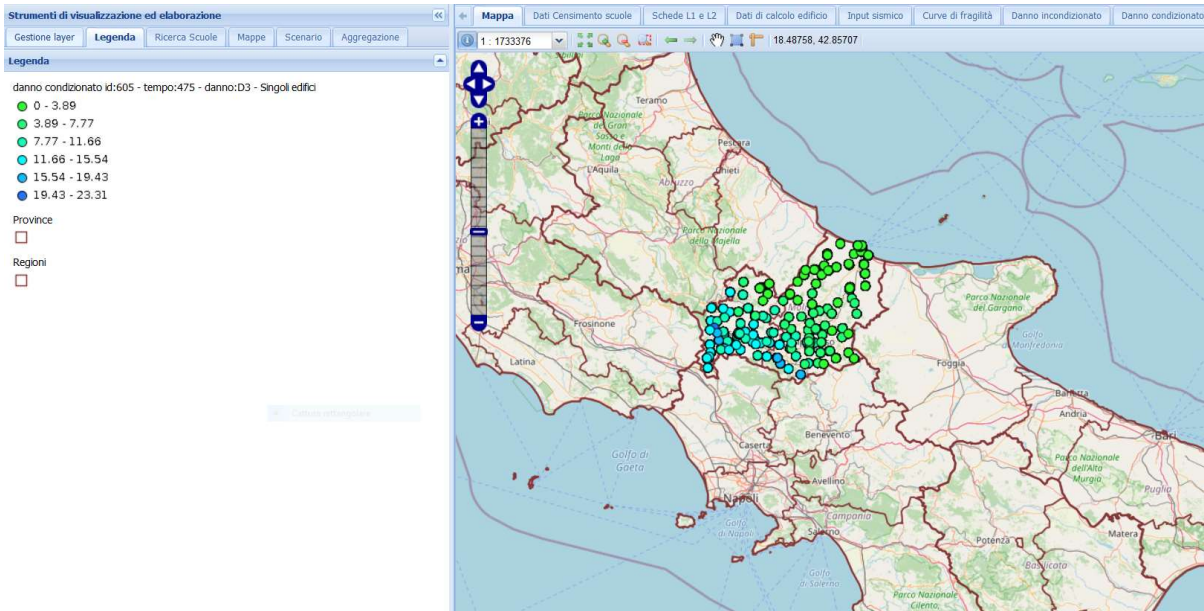 Strumenti di visualizzazione ed elaborazione
Gestione layer Legenda Ricerca Scuole Mappe Scenario Aggregazione
Legenda
danno condizionato id:605 - tempo:475 - danno:D3 - Singoli edifici
0 - 3.89
3.89 - 7.77
7.77 - 11.66
11.66 - 15.54
15.54 - 19.43
19.43 - 23.31
Province
Regioni
Mappa Dati Censimento scuole Schede L1 e L2 Dati di calcolo edificio Input sismico Curve di fragilità Danno incondizionato Danno condizionato
1 : 1733376 18.48758, 42.85707
Teramo
Parco Nazionale
del Gran
Sasso e
Monti della
Laga
Pescara
Chieti
L'Aquila
Abruzzo
Parco Nazionale
della Majella
Frosinone
Latina
Parco Nazionale
del Gargano
Golfo
di Manfredonia
Foggia
Barletta
Andria
Bari
Benevento
Caserta
Golfo di
Gaeta
Parco Nazionale
dell'Alta
Murgia
Puglia
Avellino
Napoli
Campania
Golfo
di Napoli
Salerno
Matera
Potenza
Basilicata
Golfo
di Salerno
Parco Nazionale
del Cilento,